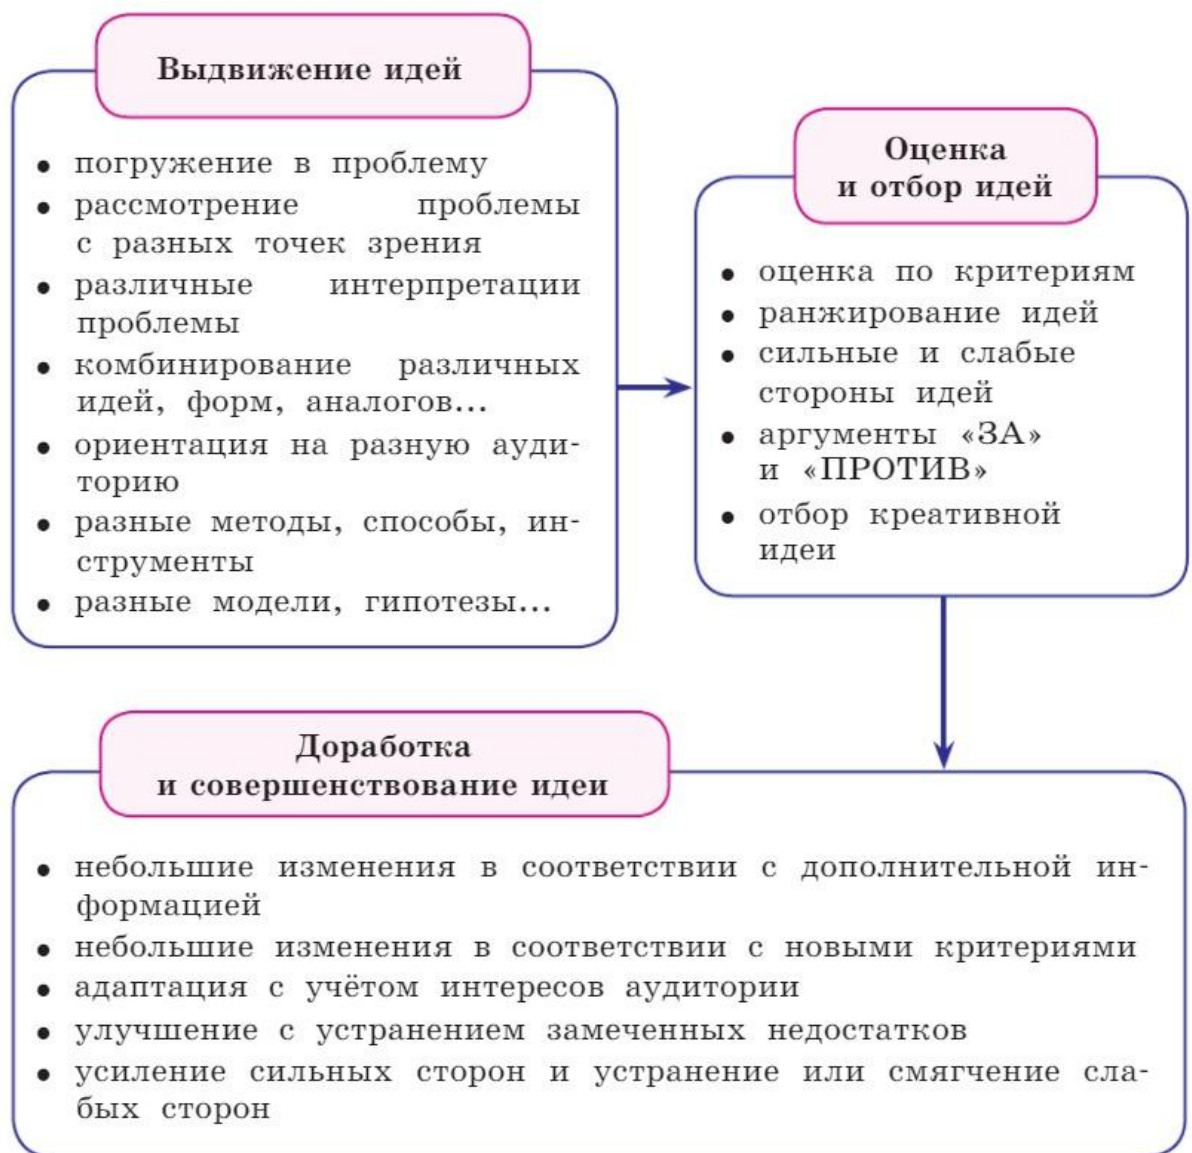 Выдвижение идей
• погружение в проблему
• рассмотрение проблемы
с разных точек зрения
• различные интерпретации
проблемы
• комбинирование различных
идей, форм, аналогов...
• ориентация на разную ауди-
торию
• разные методы, способы, ин-
струменты
• разные модели, гипотезы...
Оценка
и отбор идей
• оценка по критериям
• ранжирование идей
• сильные и слабые
стороны идей
• аргументы «ЗА»
и «ПРОТИВ»
• отбор креативной
идеи
Доработка
и совершенствование идеи
• небольшие изменения в соответствии с дополнительной ин-
формацией
• небольшие изменения в соответствии с новыми критериями
• адаптация с учётом интересов аудитории
• улучшение с устранением замеченных недостатков
• усиление сильных сторон и устранение или смягчение сла-
бых сторон